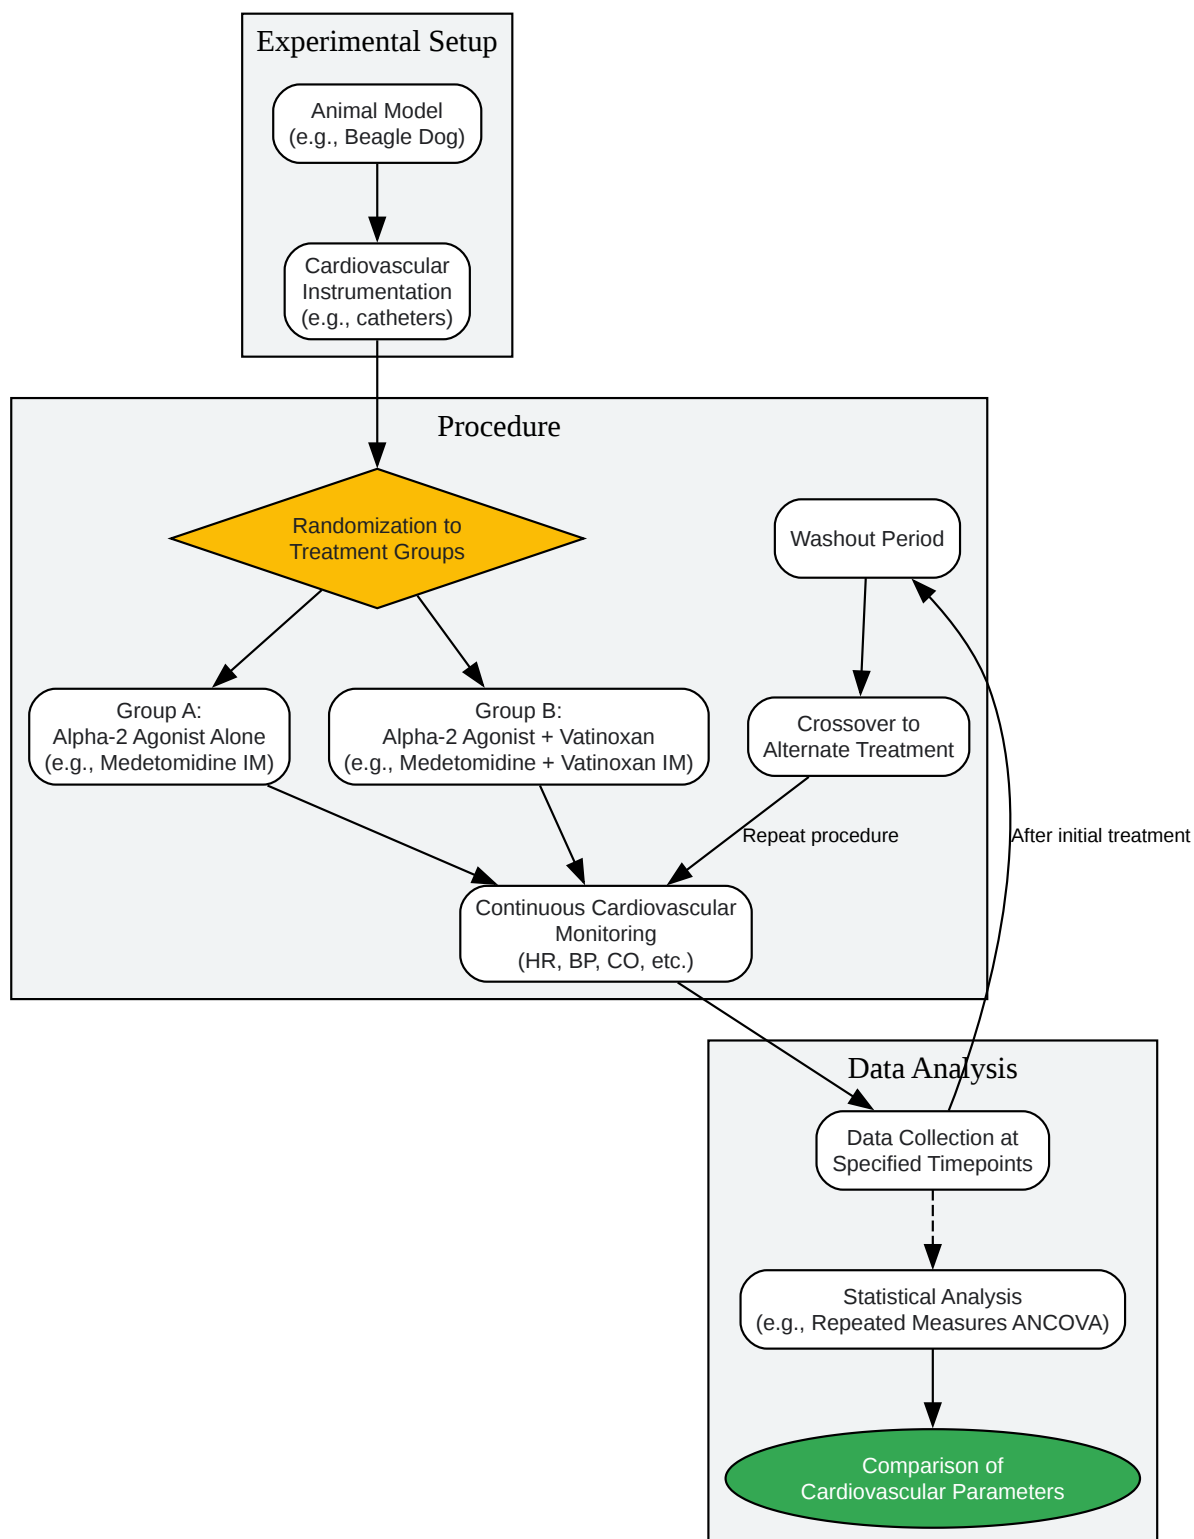 Experimental Setup
Animal Model
(e.g., Beagle Dog)
Cardiovascular
Instrumentation
(e.g., catheters)
Procedure
Randomization to
Treatment Groups
Washout Period
Group A:
Alpha-2 Agonist Alone
(e.g., Medetomidine IM)
Group B:
Alpha-2 Agonist + Vatinoxan
(e.g., Medetomidine + Vatinoxan IM)
Crossover to
Alternate Treatment
Repeat procedure
After initial treatment
Continuous Cardiovascular
Monitoring
(HR, BP, CO, etc.)
Data Analysis
Data Collection at
Specified Timepoints
Statistical Analysis
(e.g., Repeated Measures ANCOVA)
Comparison of
Cardiovascular Parameters